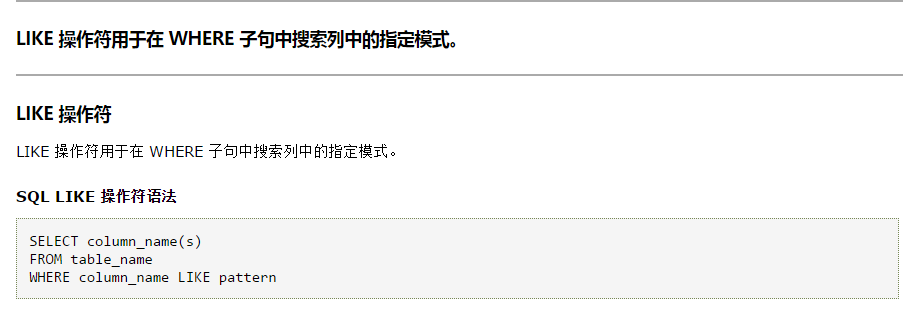 LIKE 操作符用于在 WHERE 子句中搜索列中的指定模式。
LIKE 操作符
LIKE 操作符用于在 WHERE 子句中搜索列中的指定模式。
SQL LIKE 操作符语法
SELECT column_name(s)
FROM table_name
WHERE column_name LIKE pattern